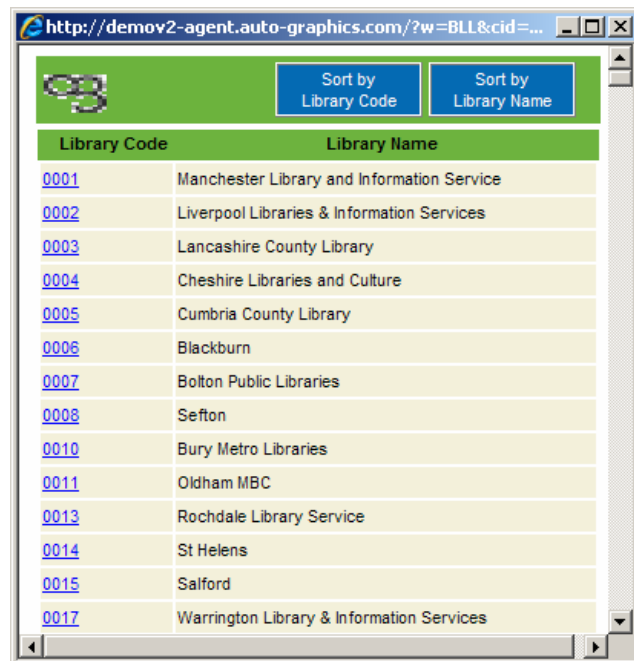 http://demov2-agent.auto-graphics.com/?w=BLL&cid=...
ag
Sort by
Library Code
Sort by
Library Name
Library Code Library Name
0001 Manchester Library and Information Service
0002 Liverpool Libraries & Information Services
0003 Lancashire County Library
0004 Cheshire Libraries and Culture
0005 Cumbria County Library
0006 Blackburn
0007 Bolton Public Libraries
0008 Sefton
0010 Bury Metro Libraries
0011 Oldham MBC
0013 Rochdale Library Service
0014 St Helens
0015 Salford
0017 Warrington Library & Information Services